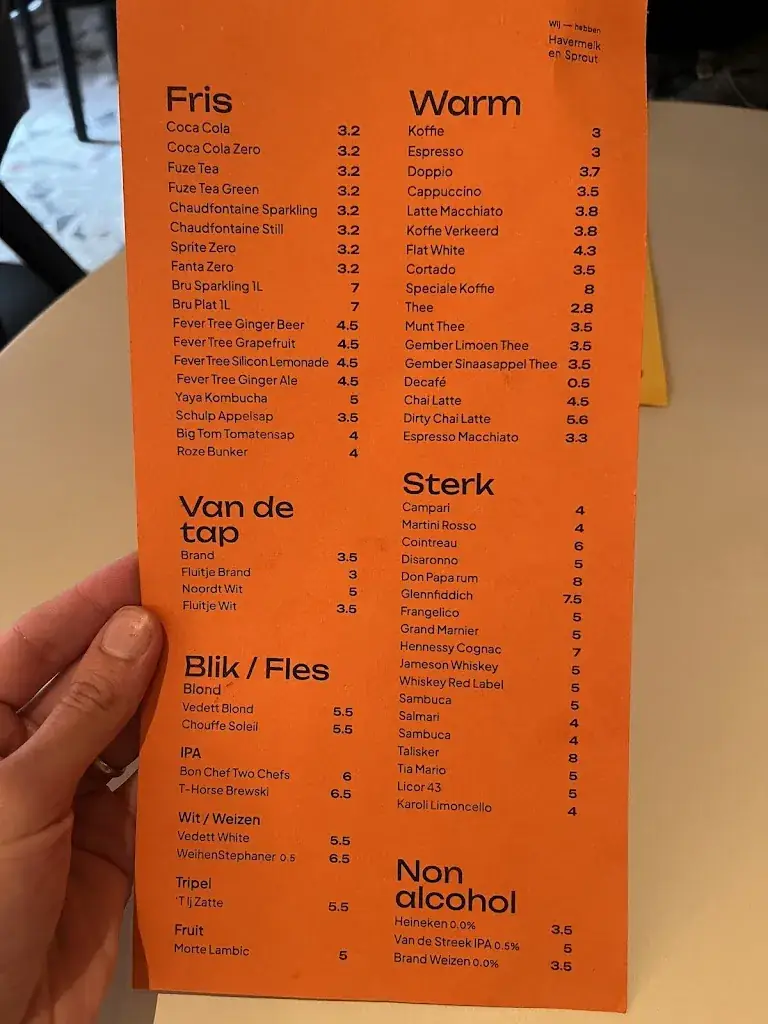 Wij — hebben
Havermelk
en Sprout
Fris
Coca Cola 3.2
Coca Cola Zero 3.2
Fuze Tea 3.2
Fuze Tea Green 3.2
Chaudfontaine Sparkling 3.2
Chaudfontaine Still 3.2
Sprite Zero 3.2
Fanta Zero 3.2
Bru Sparkling 1L 7
Bru Plat 1L 7
Fever Tree Ginger Beer 4.5
Fever Tree Grapefruit 4.5
Fever Tree Silicon Lemonade 4.5
Fever Tree Ginger Ale 4.5
Yaya Kombucha 5
Schulp Appelsap 3.5
Big Tom Tomatensap 4
Roze Bunker 4
Van de
tap
Brand 3.5
Fluitje Brand 3
Noordt Wit 5
Fluitje Wit 3.5
Blik / Fles
Blond
Vedett Blond 5.5
Chouffe Soleil 5.5
IPA
Bon Chef Two Chefs 6
T-Horse Brewski 6.5
Wit / Weizen
Vedett White 5.5
WeihenStephaner 0.5 6.5
Tripel
'T Ij Zatte 5.5
Fruit
Morte Lambic 5
Warm
Koffie 3
Espresso 3
Doppio 3.7
Cappuccino 3.5
Latte Macchiato 3.8
Koffie Verkeerd 3.8
Flat White 4.3
Cortado 3.5
Speciale Koffie 8
Thee 2.8
Munt Thee 3.5
Gember Limoen Thee 3.5
Gember Sinaasappel Thee 3.5
Decafé 0.5
Chai Latte 4.5
Dirty Chai Latte 5.6
Espresso Macchiato 3.3
Sterk
Campari 4
Martini Rosso 4
Cointreau 6
Disaronno 5
Don Papa rum 8
Glennfiddich 7.5
Frangelico 5
Grand Marnier 5
Hennessy Cognac 7
Jameson Whiskey 5
Whiskey Red Label 5
Sambuca 5
Salmari 4
Sambuca 4
Talisker 8
Tia Mario 5
Licor 43 5
Karoli Limoncello 4
Non
alcohol
Heineken 0.0% 3.5
Van de Streek IPA 0.5% 5
Brand Weizen 0.0% 3.5